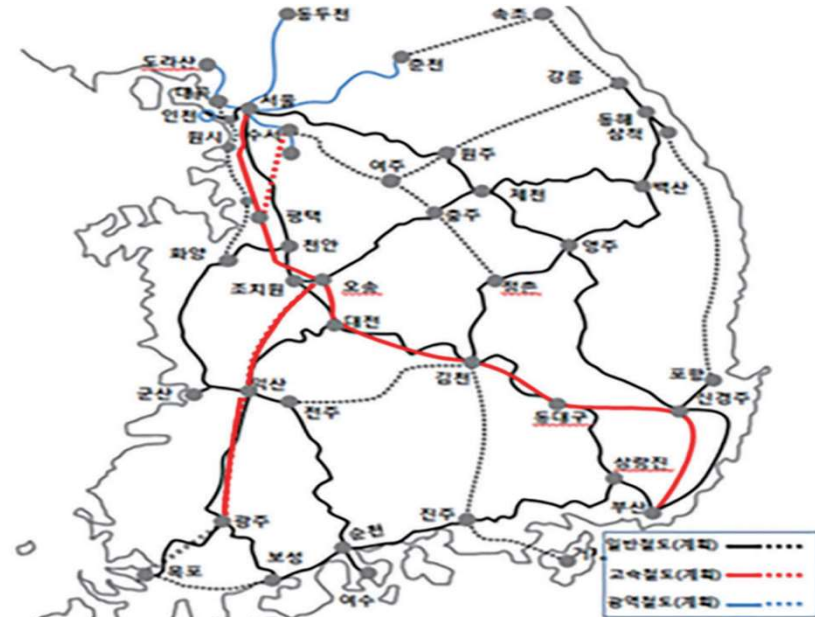 동두천
속초
도라산
춘천
강릉
대곡
서울
인천
동해
수서
원시
삼척
여주
원주
제천
백산
충주
평택
천안
영주
화양
조치원
오송
점촌
대전
김천
포항
군산
익산
전주
신경주
동대구
삼랑진
부산
진주
광주
순천
보성
목포
여수
일반철도(계획)
고속철도(계획)
광역철도(계획)